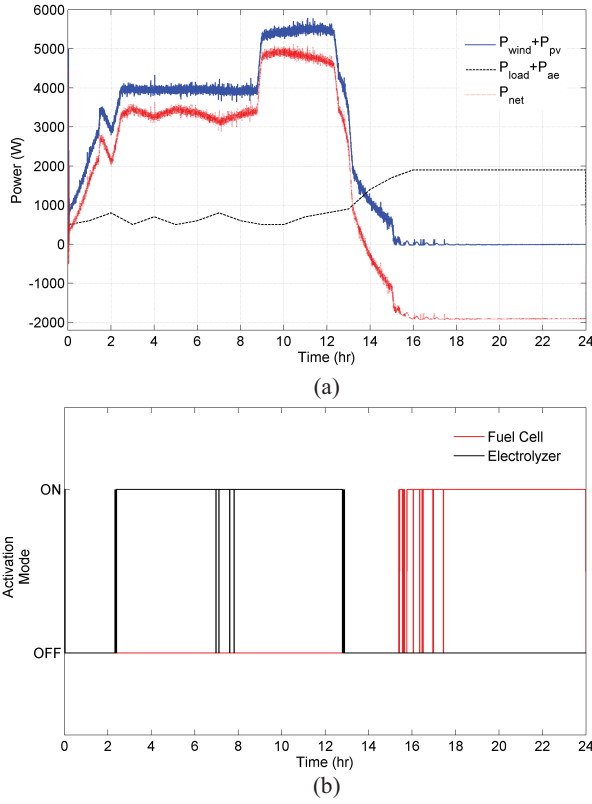 6000
5000
4000
3000
2000
1000
0
-1000
-2000
Power (W)
P_wind+P_pv
P_load+P_ae
P_net
0 2 4 6 8 10 12 14 16 18 20 22 24
Time (hr)
(a)
Fuel Cell
Electrolyzer
ON
OFF
Activation
Mode
0 2 4 6 8 10 12 14 16 18 20 22 24
Time (hr)
(b)